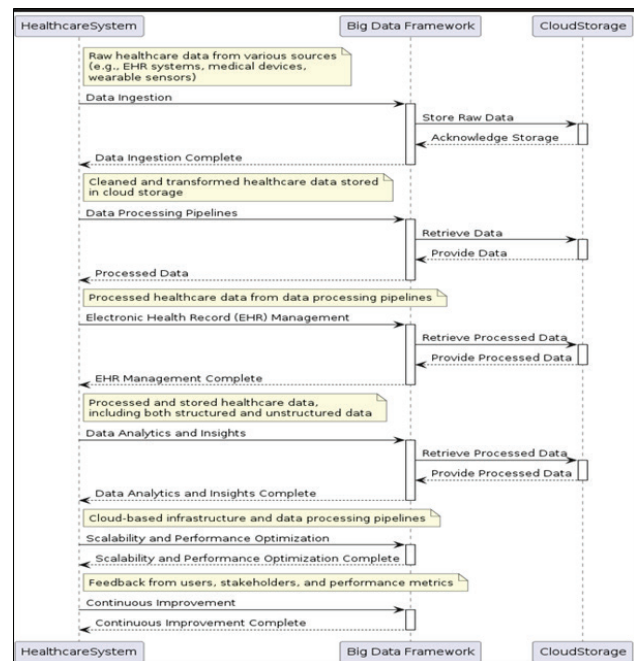 HealthcareSystem
Big Data Framework
CloudStorage
Raw healthcare data from various sources
(e.g., EHR systems, medical devices,
wearable sensors)
Data Ingestion
Store Raw Data
Acknowledge Storage
Data Ingestion Complete
Cleaned and transformed healthcare data stored
in cloud storage
Data Processing Pipelines
Retrieve Data
Provide Data
Processed Data
Processed healthcare data from data processing pipelines
Electronic Health Record (EHR) Management
Retrieve Processed Data
Provide Processed Data
EHR Management Complete
Processed and stored healthcare data,
including both structured and unstructured data
Data Analytics and Insights
Retrieve Processed Data
Provide Processed Data
Data Analytics and Insights Complete
Cloud-based infrastructure and data processing pipelines
Scalability and Performance Optimization
Scalability and Performance Optimization Complete
Feedback from users, stakeholders, and performance metrics
Continuous Improvement
Continuous Improvement Complete
HealthcareSystem
Big Data Framework
CloudStorage